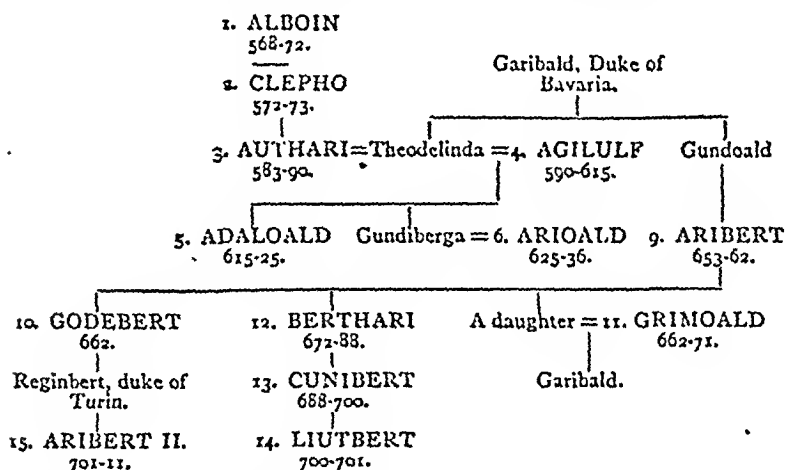 1. ALBOIN
568-72.
2. CLEPHO
572-73.
Garibald, Duke of
Bavaria.
3. AUTHARI=Theodelinda=4. AGILULF Gundoald
583-90. 590-615.
5. ADALOALD Gundiberga=6. ARIOALD 9. ARIBERT
615-25. 625-36. 653-62.
10. GODEBERT 12. BERTHARI A daughter=11. GRIMOALD
662. 672-88. 662-71.
Reginbert, duke of 13. CUNIBERT Garibald.
Turin. 688-700.
15. ARIBERT II. 14. LIUTBERT
701-11. 700-701.